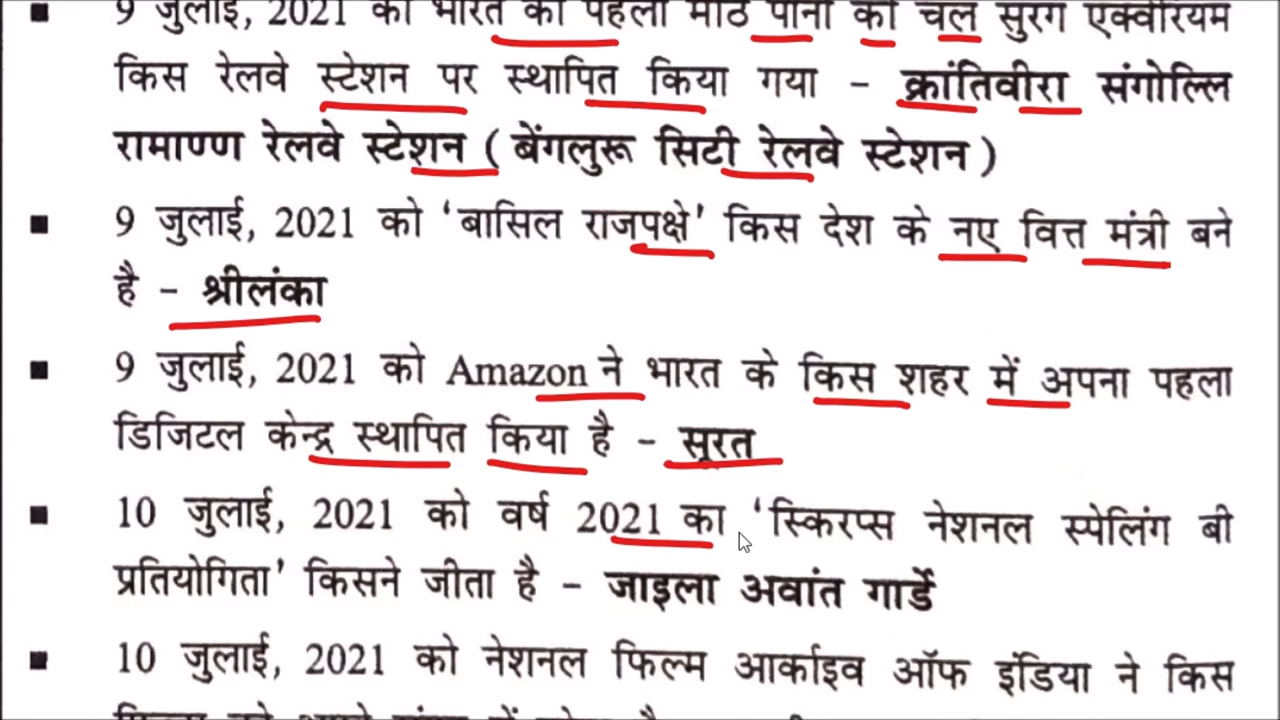 9 जुलाई, 2021 को भारत का पहला मीठे पानी की चल सुरंग एक्वेरियम
किस रेलवे स्टेशन पर स्थापित किया गया – क्रांतिवीरा संगोल्लि
रामाण्ण रेलवे स्टेशन ( बेंगलुरू सिटी रेलवे स्टेशन )
9 जुलाई, 2021 को ‘बासिल राजपक्षे’ किस देश के नए वित्त मंत्री बने
है – श्रीलंका
9 जुलाई, 2021 को Amazon ने भारत के किस शहर में अपना पहला
डिजिटल केन्द्र स्थापित किया है – सूरत
10 जुलाई, 2021 को वर्ष 2021 का ‘स्किरप्स नेशनल स्पेलिंग बी
प्रतियोगिता’ किसने जीता है – जाइला अवांत गार्डे
10 जुलाई, 2021 को नेशनल फिल्म आर्काइव ऑफ इंडिया ने किस